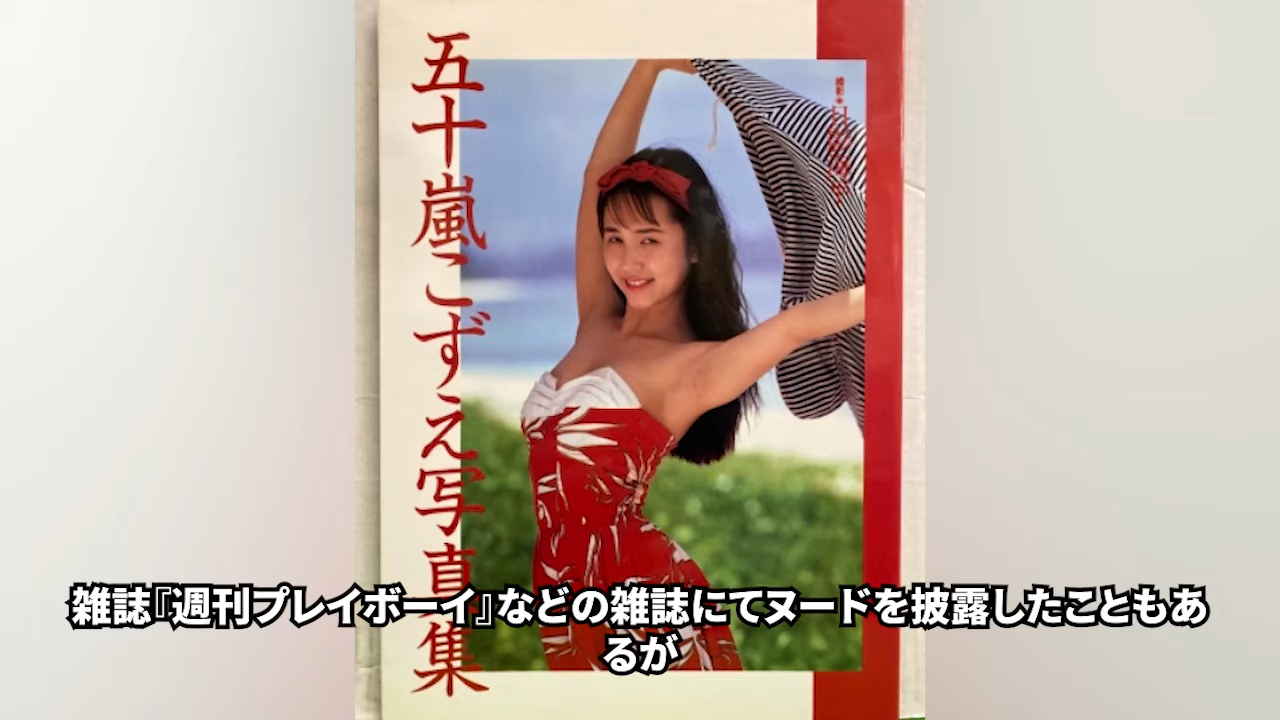 五十嵐こずえ写真集
撮影・
雑誌『週刊プレイボーイ』などの雑誌にてヌードを披露したこともあ
るが